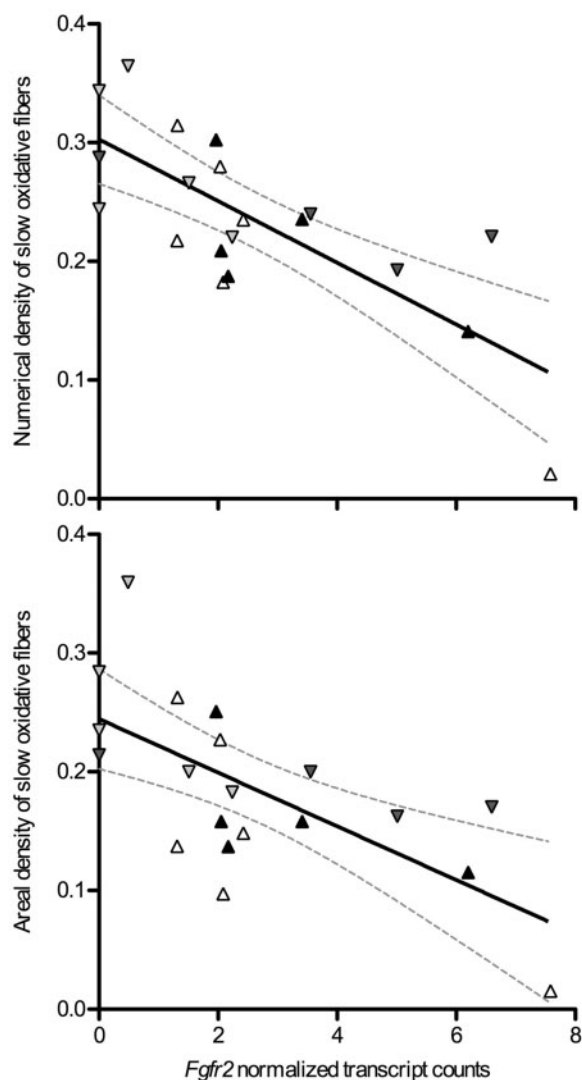 Numerical density of slow oxidative fibers
0.4
0.3
0.2
0.1
0.0
Areal density of slow oxidative fibers
0.4
0.3
0.2
0.1
0.0
0 2 4 6 8
Fgfr2 normalized transcript counts